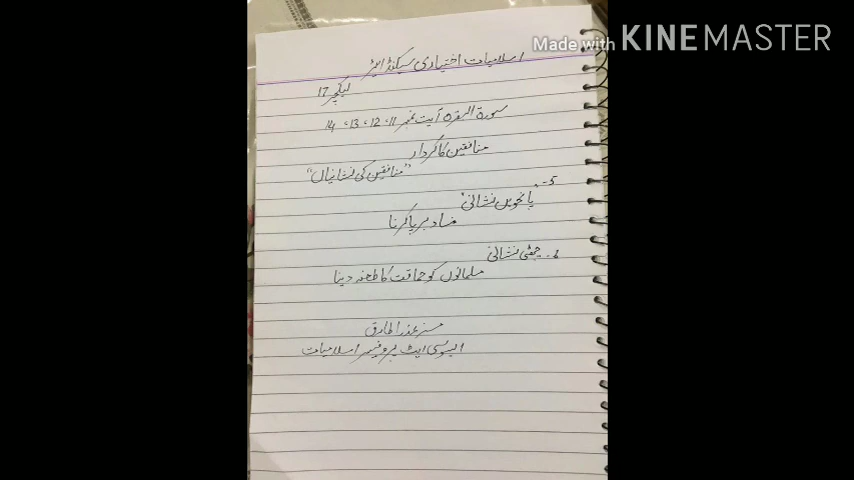 Made with KINEMASTER
اسلامیات اختیاری سیکنڈ ایئر
لیکچر 17
سورۃ البقرہ آیت نمبر 11، 12، 13، 14
منافقین کا کردار
"منافقین کی نشانیاں"
5- "پانچویں نشانی"
فساد برپا کرنا
6- چھٹی نشانی
مسلمانوں کو حماقت کا طعنہ دینا
مسز عذرا طارق
ایسوسی ایٹ پروفیسر اسلامیات